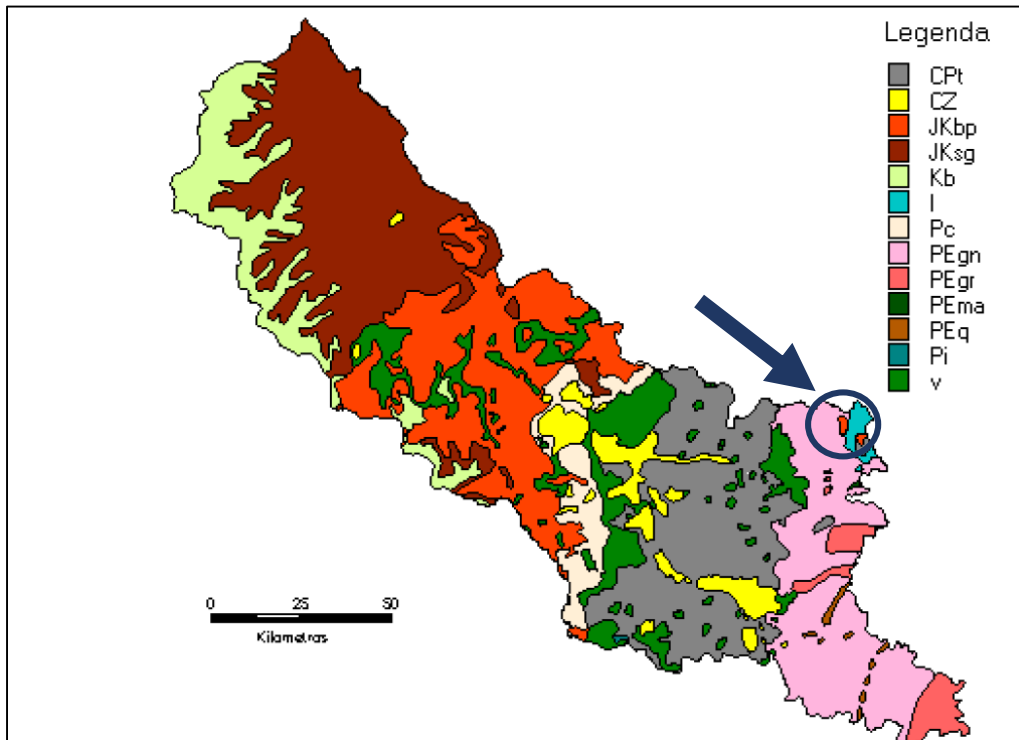 Legenda
CPt
CZ
JKbp
JKsg
Kb
l
Pc
PEgn
PEgr
PEma
PEq
Pi
v
0 25 50
Kilometros